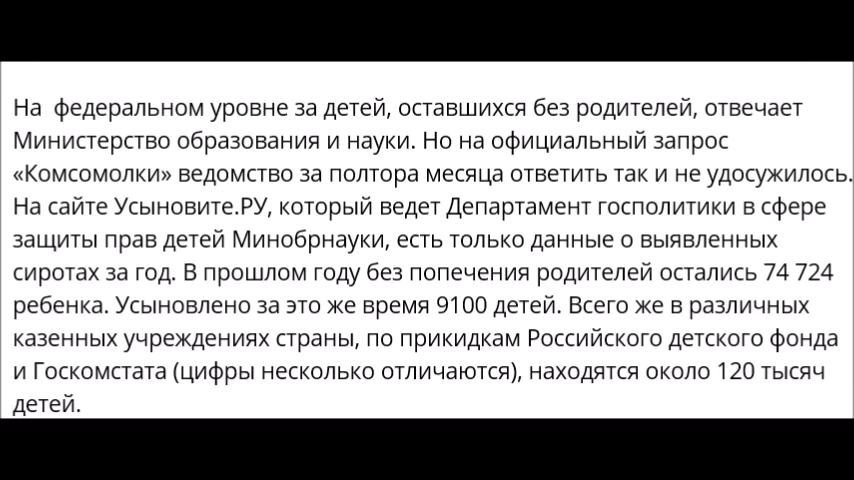 На федеральном уровне за детей, оставшихся без родителей, отвечает
Министерство образования и науки. Но на официальный запрос
«Комсомолки» ведомство за полтора месяца ответить так и не удосужилось.
На сайте Усыновите.РУ, который ведет Департамент госполитики в сфере
защиты прав детей Минобрнауки, есть только данные о выявленных
сиротах за год. В прошлом году без попечения родителей остались 74 724
ребенка. Усыновлено за это же время 9100 детей. Всего же в различных
казенных учреждениях страны, по прикидкам Российского детского фонда
и Госкомстата (цифры несколько отличаются), находятся около 120 тысяч
детей.